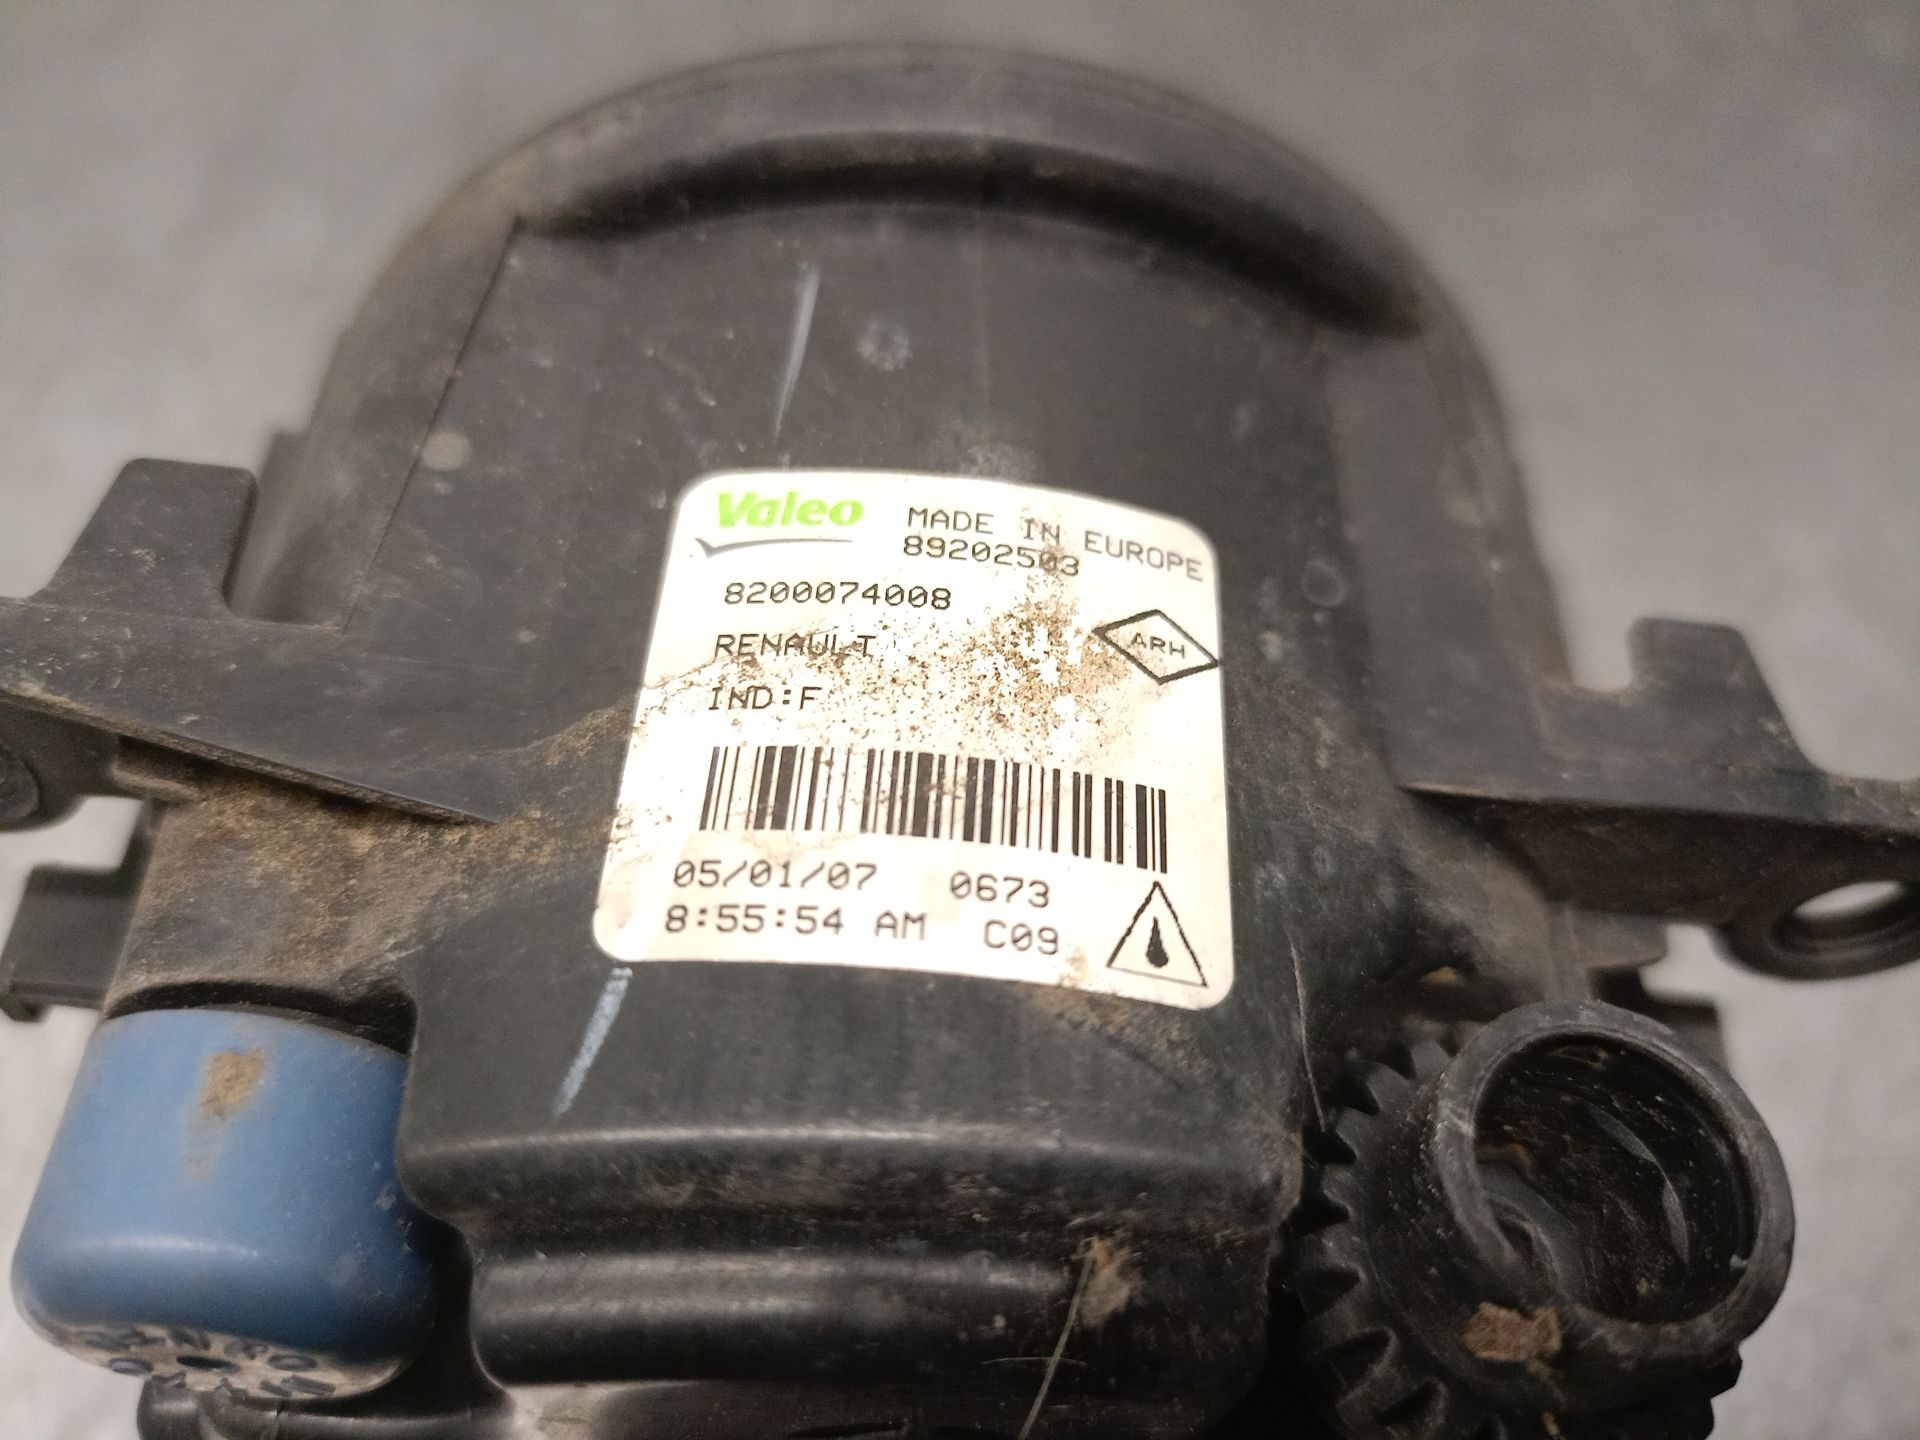 Valeo MADE IN EUROPE
89202503
8200074008
RENAULT ARH
IND:F
05/01/07 0673
8:55:54 AM C09